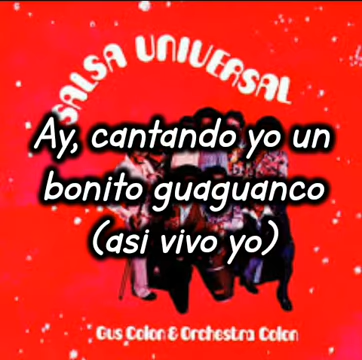 SALSA UNIVERSAL
Ay, cantando yo un
bonito guaguanco
(asi vivo yo)
Gus Colon & Orchestra Colon